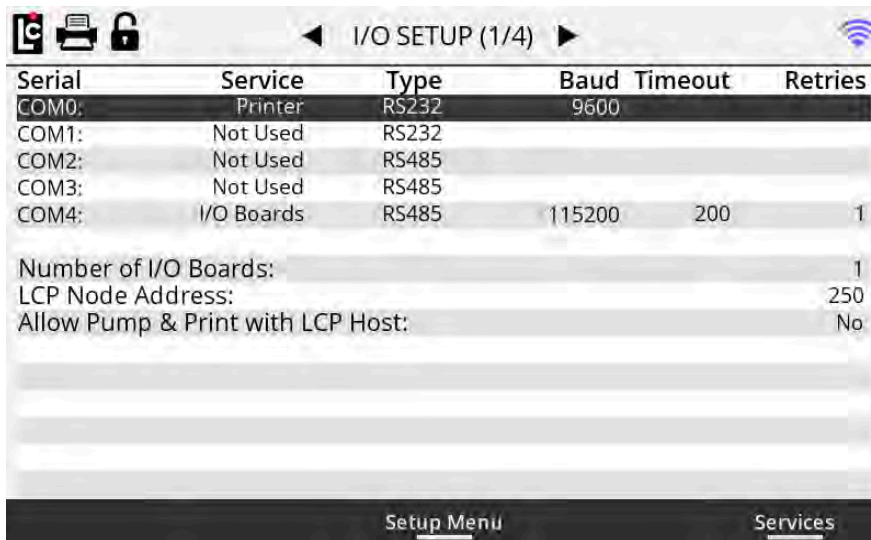 LC
I/O SETUP (1/4)
Serial Service Type Baud Timeout Retries
COM0: Printer RS232 9600
COM1: Not Used RS232
COM2: Not Used RS485
COM3: Not Used RS485
COM4: I/O Boards RS485 115200 200 1
Number of I/O Boards: 1
LCP Node Address: 250
Allow Pump & Print with LCP Host: No
Setup Menu Services